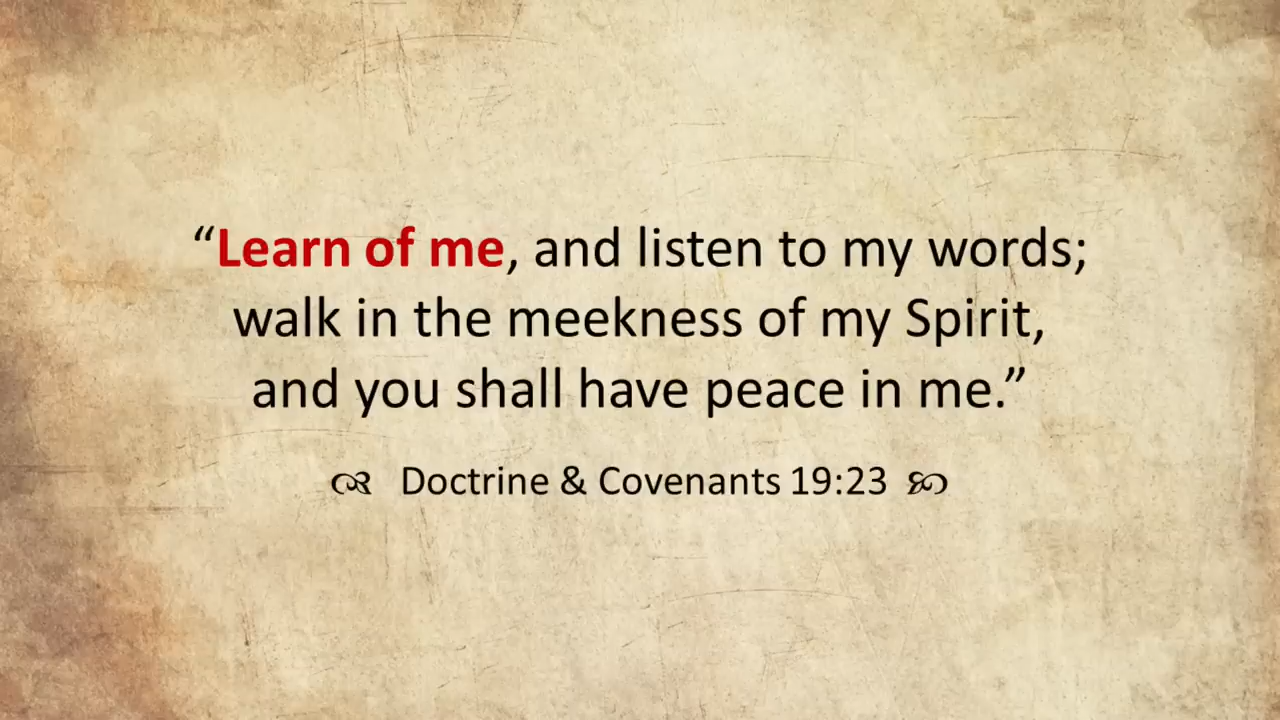 “Learn of me, and listen to my words;
walk in the meekness of my Spirit,
and you shall have peace in me.”
Doctrine & Covenants 19:23